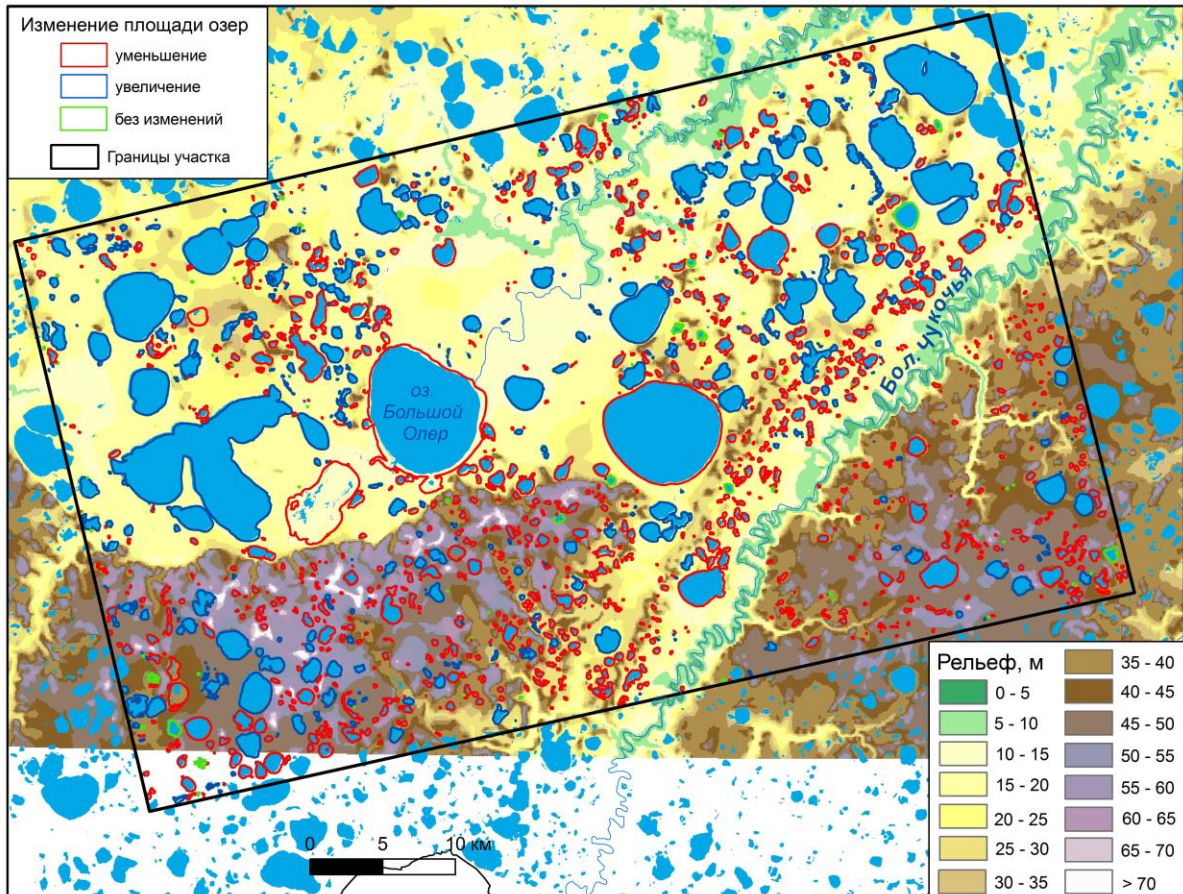 Изменение площади озер
уменьшение
увеличение
без изменений
Границы участка
оз.
Большой
Олер
Бол. Чукочья
0 5 10 км
Рельеф, м
0 - 5
5 - 10
10 - 15
15 - 20
20 - 25
25 - 30
30 - 35
35 - 40
40 - 45
45 - 50
50 - 55
55 - 60
60 - 65
65 - 70
> 70